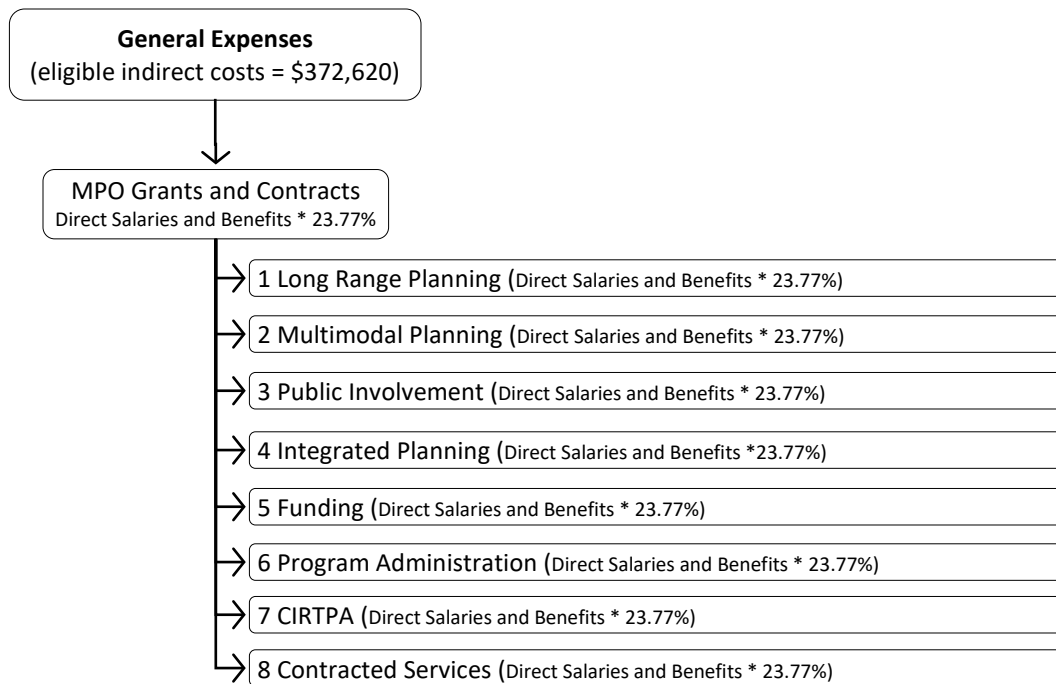 General Expenses
(eligible indirect costs = $372,620)
MPO Grants and Contracts
Direct Salaries and Benefits * 23.77%
1 Long Range Planning (Direct Salaries and Benefits * 23.77%)
2 Multimodal Planning (Direct Salaries and Benefits * 23.77%)
3 Public Involvement (Direct Salaries and Benefits * 23.77%)
4 Integrated Planning (Direct Salaries and Benefits *23.77%)
5 Funding (Direct Salaries and Benefits * 23.77%)
6 Program Administration (Direct Salaries and Benefits * 23.77%)
7 CIRTPA (Direct Salaries and Benefits * 23.77%)
8 Contracted Services (Direct Salaries and Benefits * 23.77%)